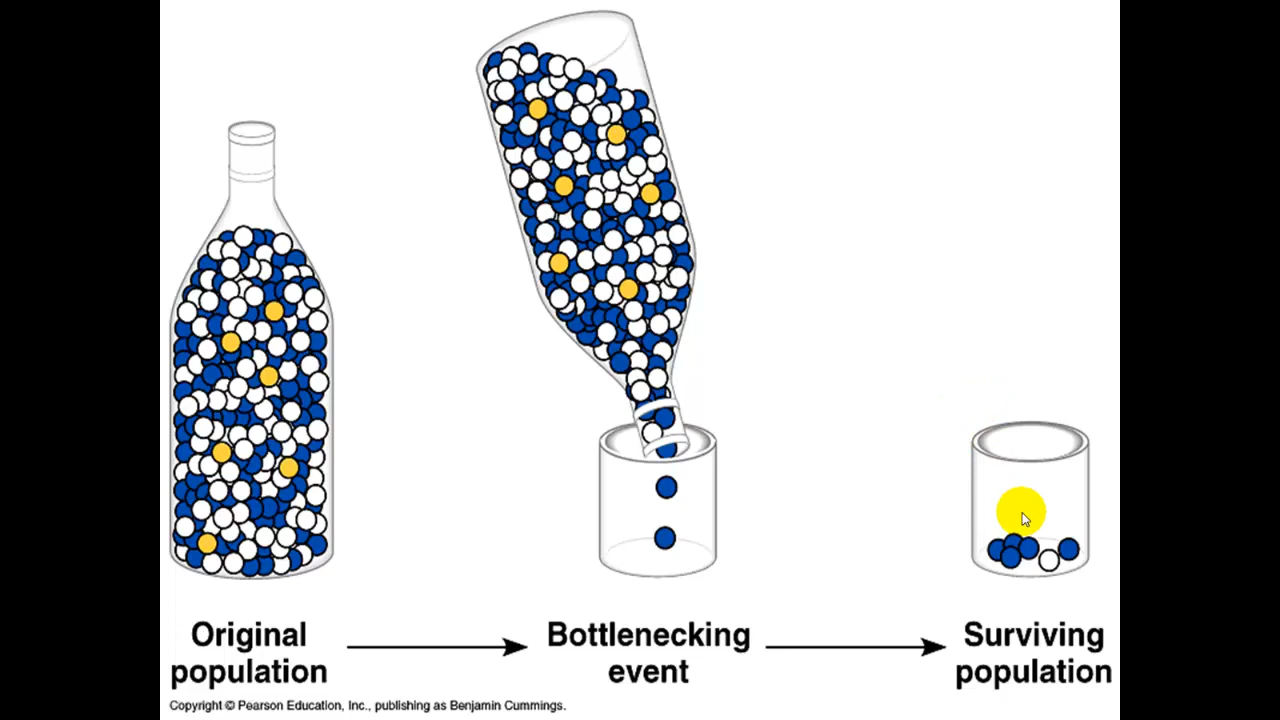 Original
population
Bottlenecking
event
Surviving
population
Copyright © Pearson Education, Inc., publishing as Benjamin Cummings.